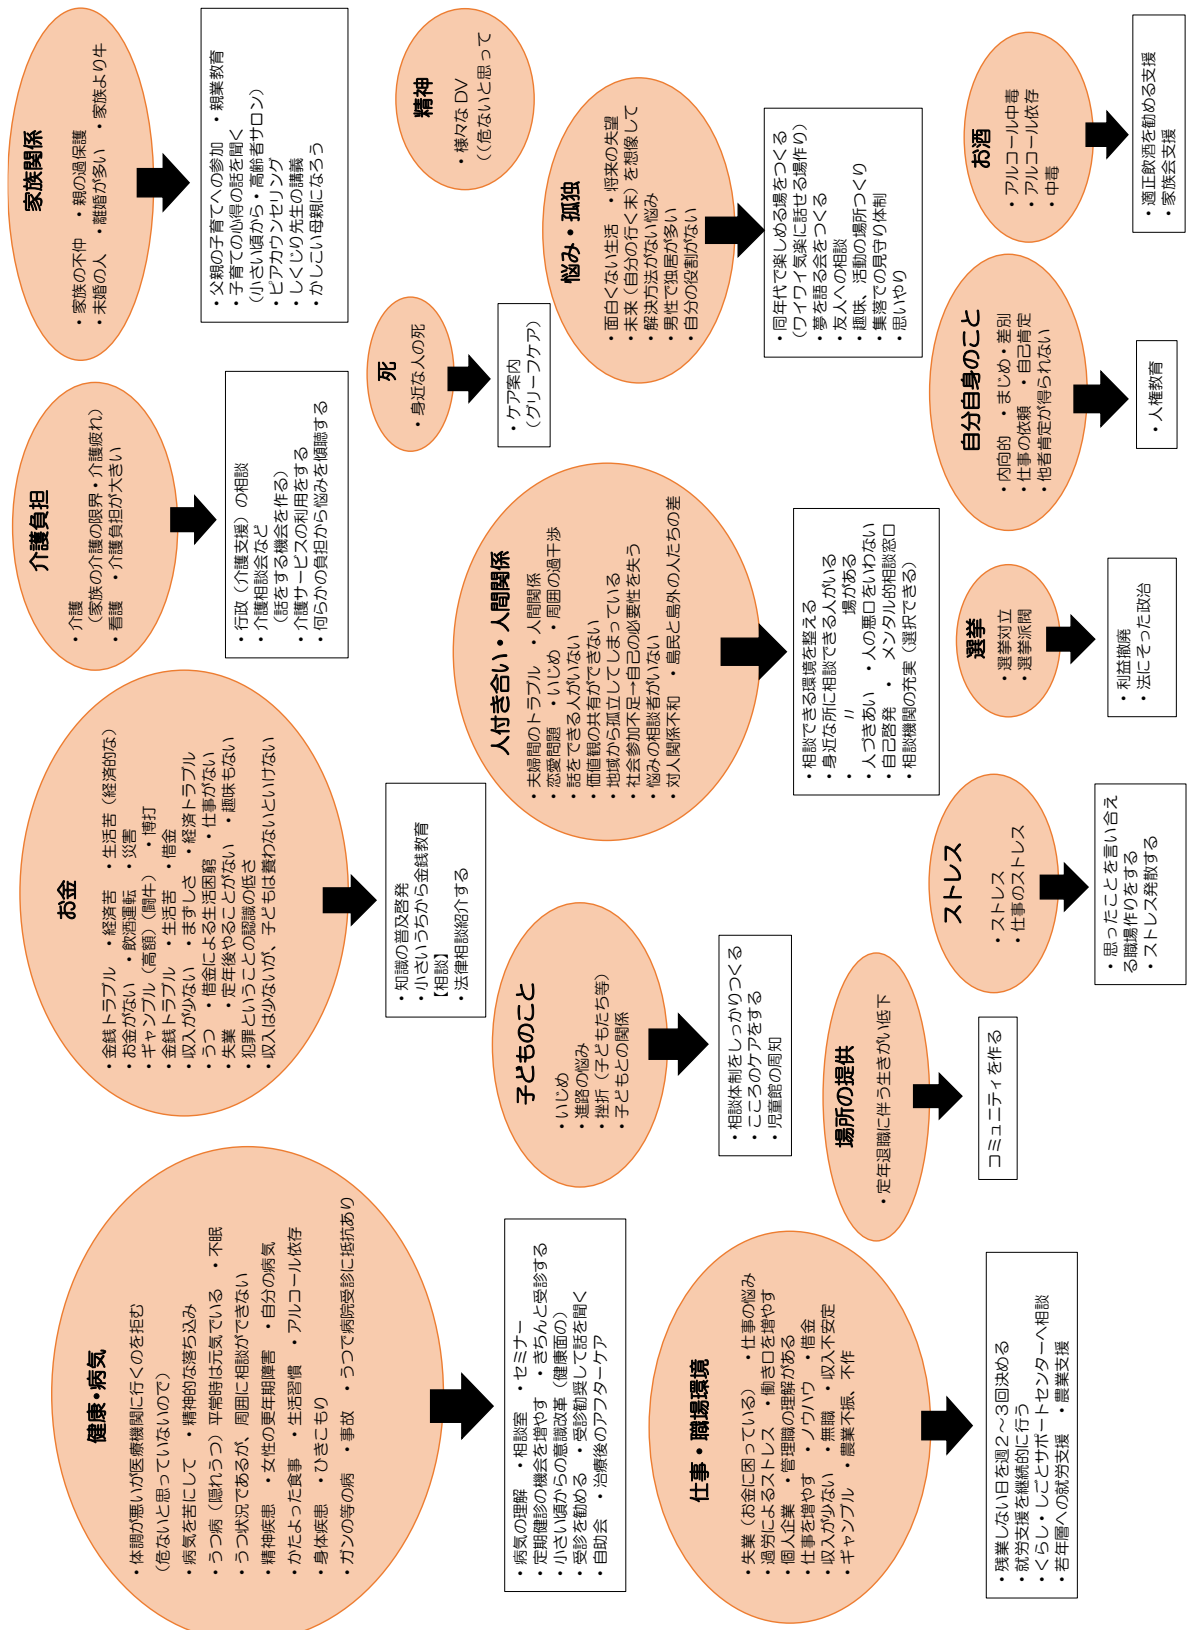 健康・病気
・体調が悪いが医療機関に行くのを拒む
（危ないと思っていないので）
・病気を苦にして　・精神的な落ち込み
・うつ病（隠れうつ）平常時は元気でいる　・不眠
・うつ状況であるが、周囲に相談ができない
・精神疾患　・女性の更年期障害　・自分の病気
・かたよった食事　・生活習慣　・アルコール依存
・身体疾患　・ひきこもり
・ガンの等の病　・事故　・うつで病院受診に抵抗あり
・病気の理解　・相談室　・セミナー
・定期健診の機会を増やす　・きちんと受診する
・小さい頃からの意識改革（健康面の）
・受診を勧める　・受診勧奨して話を聞く
・自助会　・治療後のアフターケア
お金
・金銭トラブル　・経済苦　・生活苦（経済的な）
・お金がない　・飲酒運転　・災害
・ギャンブル（高額）（闘牛）　・博打
・金銭トラブル　・生活苦　・借金
・収入が少ない　・まずしさ　・経済トラブル
・うつ　・借金による生活困窮　・仕事がない
・失業　・定年後やることがない　・趣味もない
・犯罪ということの認識の低さ
・収入は少ないが、子どもは養わないといけない
・知識の普及啓発
・小さいうちから金銭教育
【相談】
・法律相談紹介する
介護負担
・介護
（家族の介護の限界・介護疲れ）
・看護　・介護負担が大きい
・行政（介護支援）の相談
・介護相談会など
（話をする機会を作る）
・介護サービスの利用をする
・何らかの負担から悩みを傾聴する
家族関係
・家族の不仲　・親の過保護
・未婚の人　・離婚が多い　・家族より牛
・父親の子育てへの参加　・親業教育
・子育ての心得の話を聞く
（小さい頃から・高齢者サロン）
・ピアカウンセリング
・しくじり先生の講義
・かしこい母親になろう
子どものこと
・いじめ
・進路の悩み
・挫折（子どもたち等）
・子どもとの関係
・相談体制をしっかりつくる
・こころのケアをする
・児童館の周知
人付き合い・人間関係
・夫婦間のトラブル　・人間関係
・恋愛問題　・いじめ　・周囲の過干渉
・話をできる人がいない
・価値観の共有ができない
・地域から孤立してしまっている
・社会参加不足→自己の必要性を失う
・悩みの相談者がいない
・対人関係不和　・島民と島外の人たちの差
・相談できる環境を整える
・身近な所に相談できる人がいる
・　　〃　　　　場がある
・人づきあい　・人の悪口をいわない
・自己啓発　・メンタル的相談窓口
・相談機関の充実（選択できる）
死
・身近な人の死
・ケア案内
（グリーフケア）
精神
・様々なDV
（（危ないと思って
悩み・孤独
・面白くない生活　・将来の失望
・未来（自分の行く末）を想像して
・解決方法がない悩み
・男性で独居が多い
・自分の役割がない
・同年代で楽しめる場をつくる
（ワイワイ気楽に話せる場作り）
・夢を語る会をつくる
・友人への相談
・趣味、活動の場所つくり
・集落での見守り体制
・思いやり
仕事・職場環境
・失業（お金に困っている）　・仕事の悩み
・過労によるストレス　・働き口を増やす
・個人企業　・管理職の理解がある
・仕事を増やす　・ノウハウ　・借金
・収入が少ない　・無職　・収入不安定
・ギャンブル　・農業不振、不作
・残業しない日を週２～３回決める
・就労支援を継続的に行う
・くらし・しごとサポートセンターへ相談
・若年層への就労支援　・農業支援
場所の提供
・定年退職に伴う生きがい低下
コミュニティを作る
ストレス
・ストレス
・仕事のストレス
・思ったことを言い合え
る職場作りをする
・ストレス発散する
選挙
・選挙対立
・選挙派閥
・利益撤廃
・法にそった政治
自分自身のこと
・内向的　・まじめ・差別
・仕事の依頼　・自己肯定
・他者肯定が得られない
・人権教育
お酒
・アルコール中毒
・アルコール依存
・中毒
・適正飲酒を勧める支援
・家族会支援